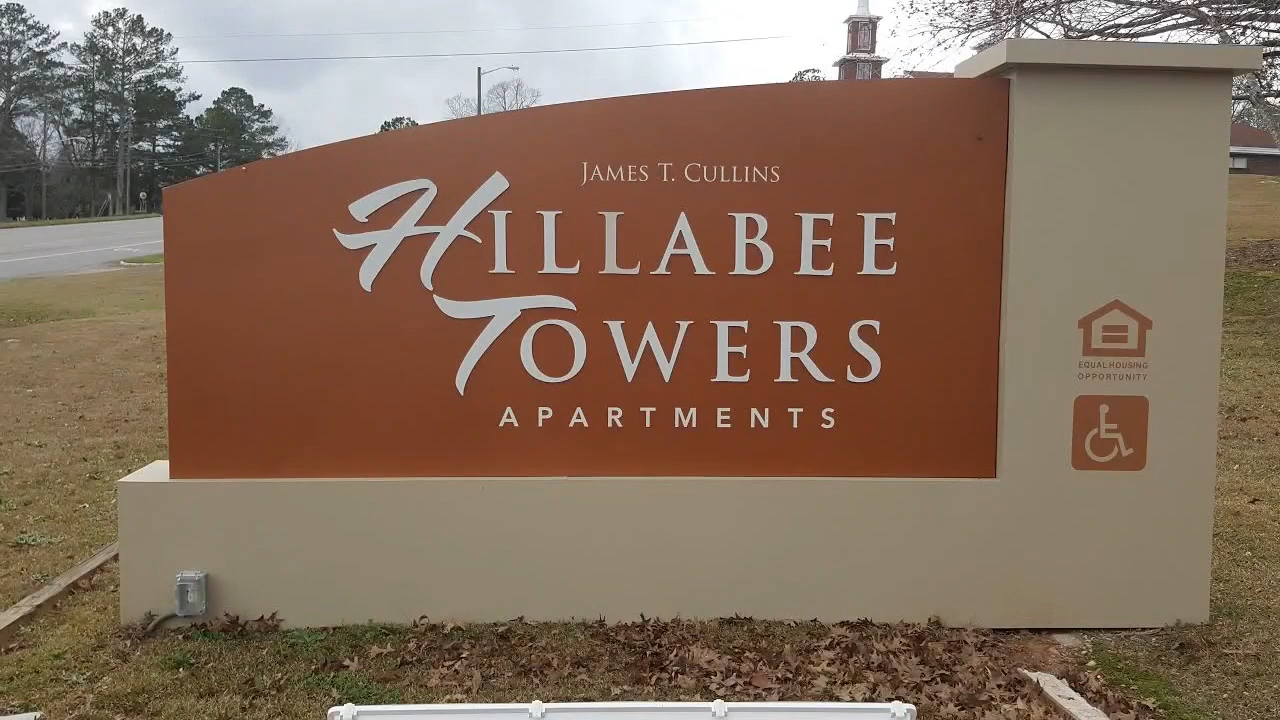 James T. Cullins
Hillabee
Towers
APARTMENTS
EQUAL HOUSING
OPPORTUNITY